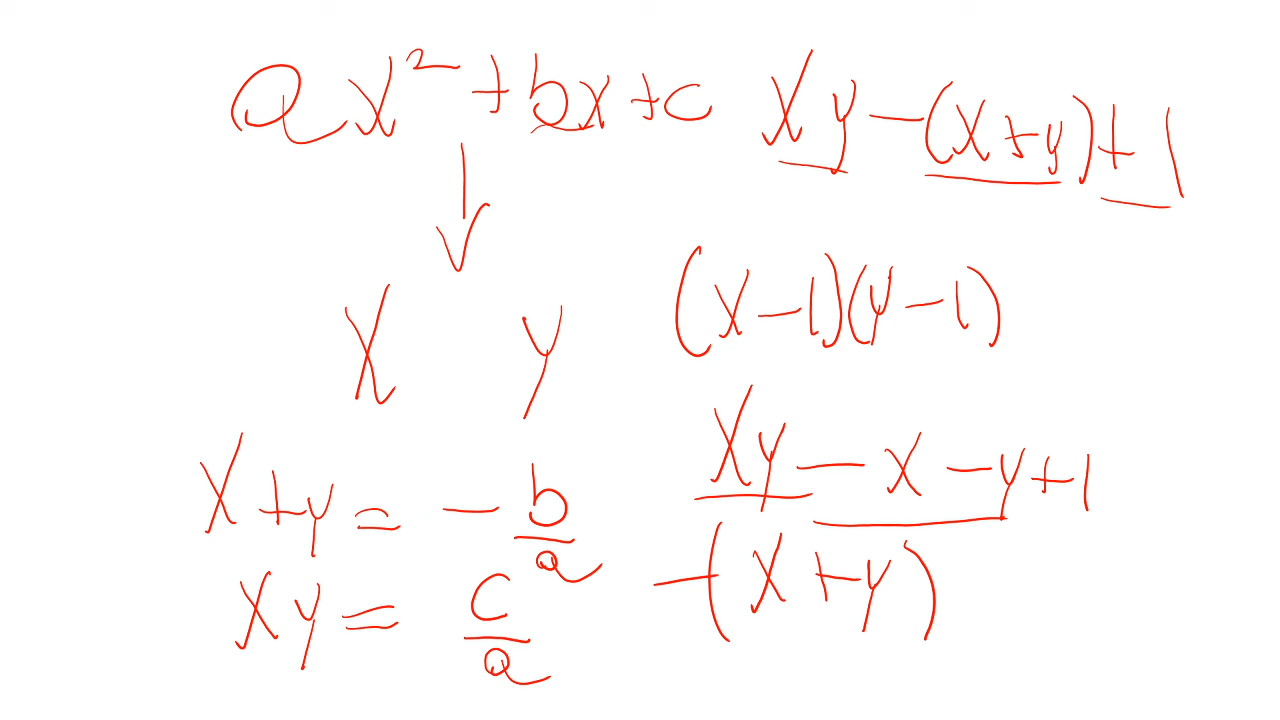 ax² + bx + c
x y
x + y = - b/a
xy = c/a
xy - (x + y) + 1
(x - 1)(y - 1)
xy - x - y + 1
-(x + y)